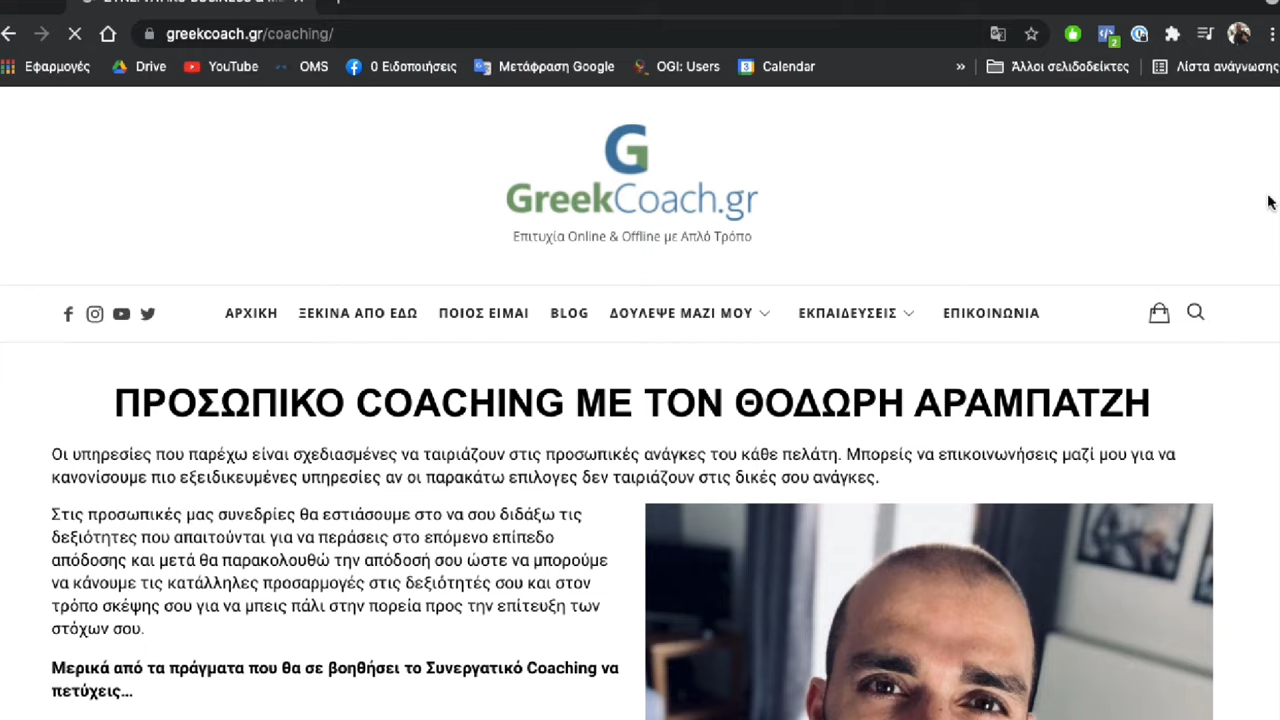 greekcoach.gr/coaching/
2
Εφαρμογές Drive YouTube OMS 0 Ειδοποιήσεις Μετάφραση Google OGI: Users 3 Calendar » Άλλοι σελιδοδείκτες Λίστα ανάγνωσης
G
GreekCoach.gr
Επιτυχία Online & Offline με Απλό Τρόπο
ΑΡΧΙΚΗ ΞΕΚΙΝΑ ΑΠΟ ΕΔΩ ΠΟΙΟΣ ΕΙΜΑΙ BLOG ΔΟΥΛΕΨΕ ΜΑΖΙ ΜΟΥ ΕΚΠΑΙΔΕΥΣΕΙΣ ΕΠΙΚΟΙΝΩΝΙΑ
ΠΡΟΣΩΠΙΚΟ COACHING ΜΕ ΤΟΝ ΘΟΔΩΡΗ ΑΡΑΜΠΑΤΖΗ
Οι υπηρεσίες που παρέχω είναι σχεδιασμένες να ταιριάζουν στις προσωπικές ανάγκες του κάθε πελάτη. Μπορείς να επικοινωνήσεις μαζί μου για να
κανονίσουμε πιο εξειδικευμένες υπηρεσίες αν οι παρακάτω επιλογες δεν ταιριάζουν στις δικές σου ανάγκες.
Στις προσωπικές μας συνεδρίες θα εστιάσουμε στο να σου διδάξω τις
δεξιότητες που απαιτούνται για να περάσεις στο επόμενο επίπεδο
απόδοσης και μετά θα παρακολουθώ την απόδοσή σου ώστε να μπορούμε
να κάνουμε τις κατάλληλες προσαρμογές στις δεξιότητές σου και στον
τρόπο σκέψης σου για να μπεις πάλι στην πορεία προς την επίτευξη των
στόχων σου.
Μερικά από τα πράγματα που θα σε βοηθήσει το Συνεργατικό Coaching να
πετύχεις...